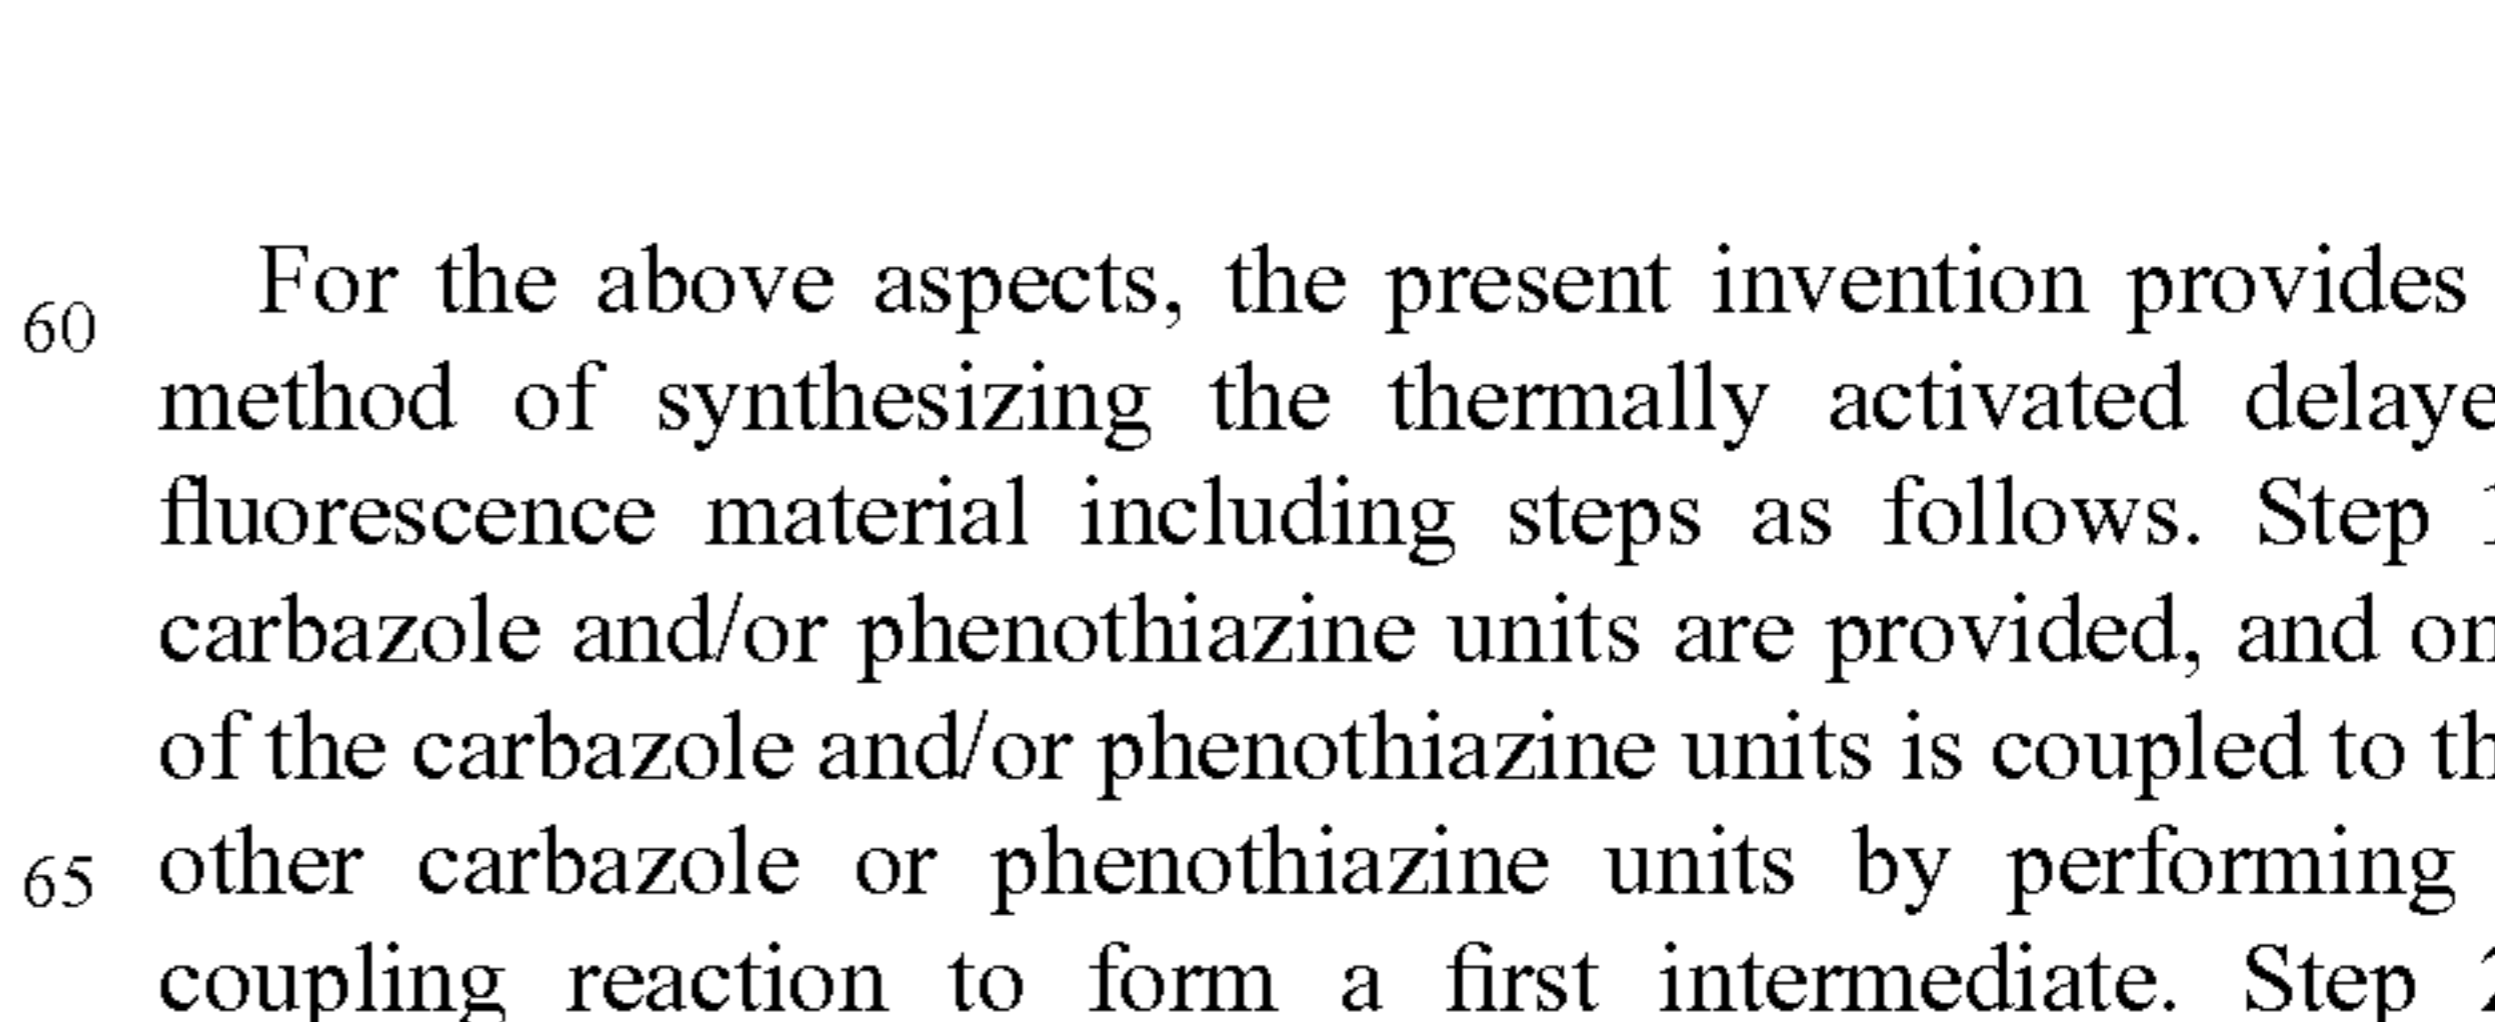 For the above aspects, the present invention provides
60
method of synthesizing the thermally activated delaye
fluorescence material including steps as follows. Step 1
carbazole and/or phenothiazine units are provided, and on
of the carbazole and/or phenothiazine units is coupled to th
65 other carbazole or phenothiazine units by performing
coupling reaction to form a first intermediate. Step 2